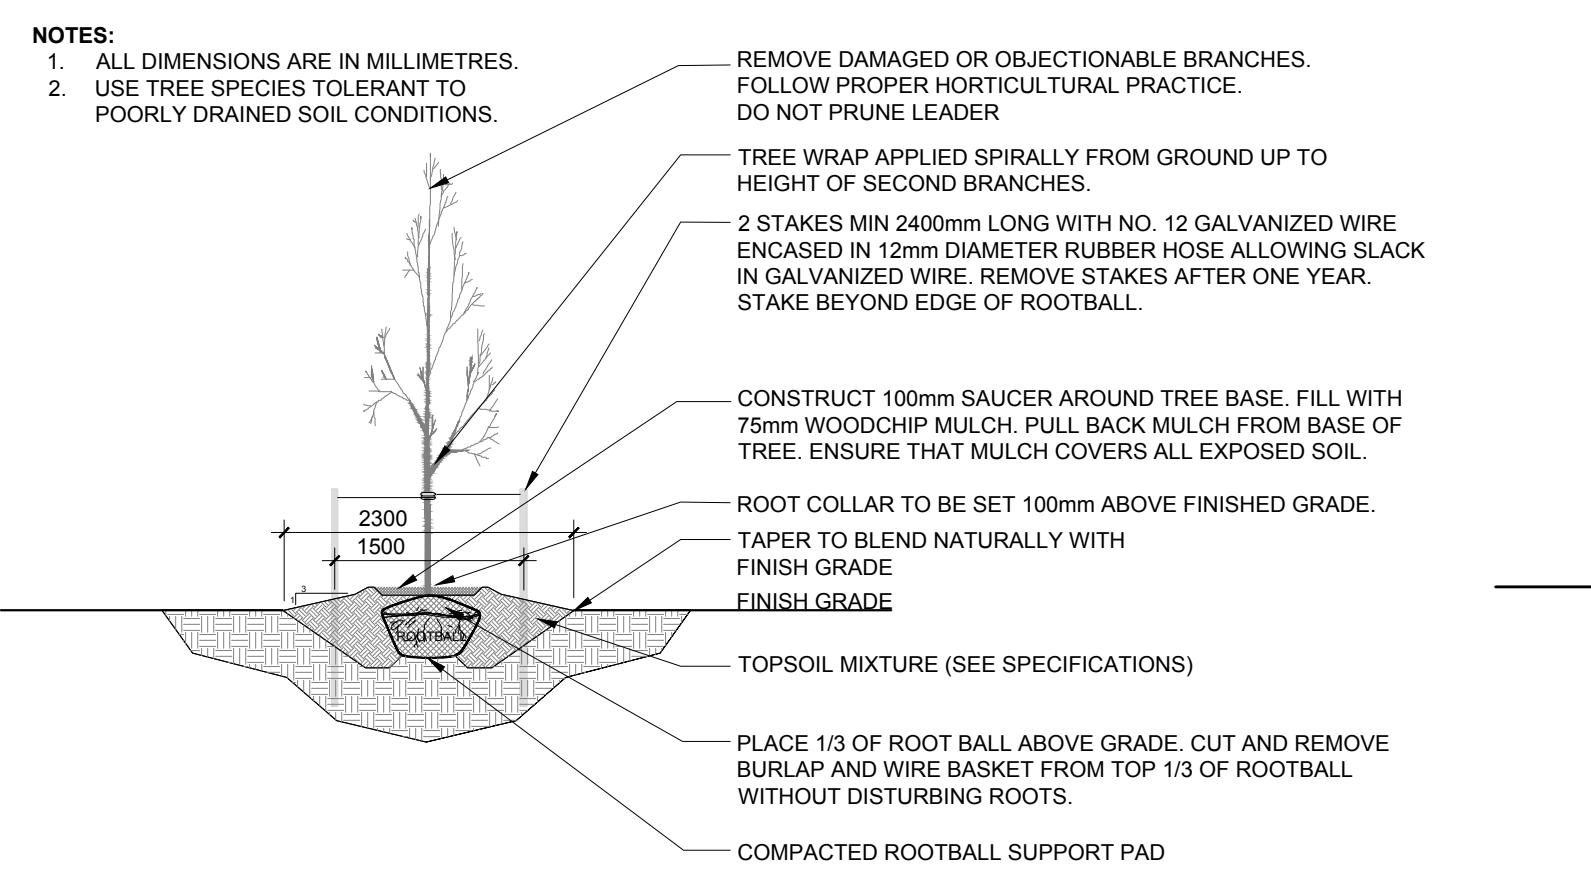 NOTES:
1. ALL DIMENSIONS ARE IN MILLIMETRES.
2. USE TREE SPECIES TOLERANT TO
POORLY DRAINED SOIL CONDITIONS.
REMOVE DAMAGED OR OBJECTIONABLE BRANCHES.
FOLLOW PROPER HORTICULTURAL PRACTICE.
DO NOT PRUNE LEADER
TREE WRAP APPLIED SPIRALLY FROM GROUND UP TO
HEIGHT OF SECOND BRANCHES.
2 STAKES MIN 2400mm LONG WITH NO. 12 GALVANIZED WIRE
ENCASED IN 12mm DIAMETER RUBBER HOSE ALLOWING SLACK
IN GALVANIZED WIRE. REMOVE STAKES AFTER ONE YEAR.
STAKE BEYOND EDGE OF ROOTBALL.
CONSTRUCT 100mm SAUCER AROUND TREE BASE. FILL WITH
75mm WOODCHIP MULCH. PULL BACK MULCH FROM BASE OF
TREE. ENSURE THAT MULCH COVERS ALL EXPOSED SOIL.
ROOT COLLAR TO BE SET 100mm ABOVE FINISHED GRADE.
2300
1500
TAPER TO BLEND NATURALLY WITH
FINISH GRADE
3
1
FINISH GRADE
ROOTBALL
TOPSOIL MIXTURE (SEE SPECIFICATIONS)
PLACE 1/3 OF ROOT BALL ABOVE GRADE. CUT AND REMOVE
BURLAP AND WIRE BASKET FROM TOP 1/3 OF ROOTBALL
WITHOUT DISTURBING ROOTS.
COMPACTED ROOTBALL SUPPORT PAD